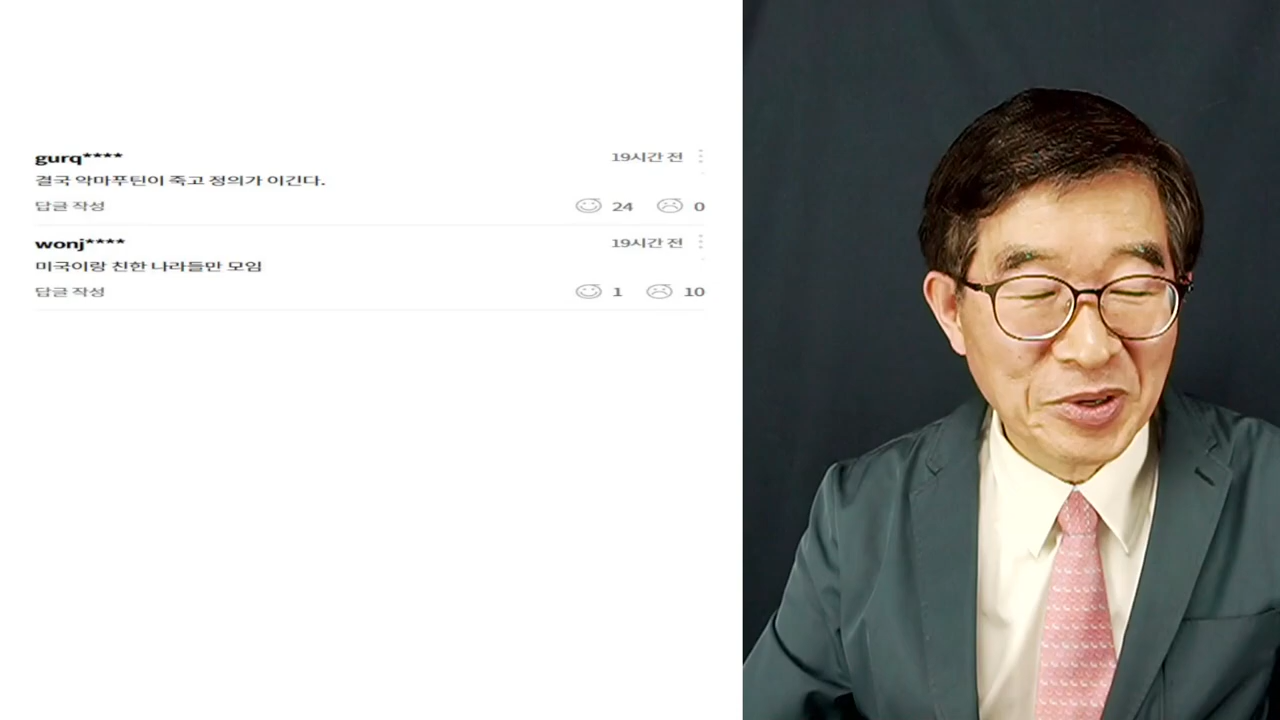 gurq**** 19시간 전
결국 악마푸틴이 죽고 정의가 이긴다.
답글 작성 24 0
wonj**** 19시간 전
미국이랑 친한 나라들만 모임
답글 작성 1 10